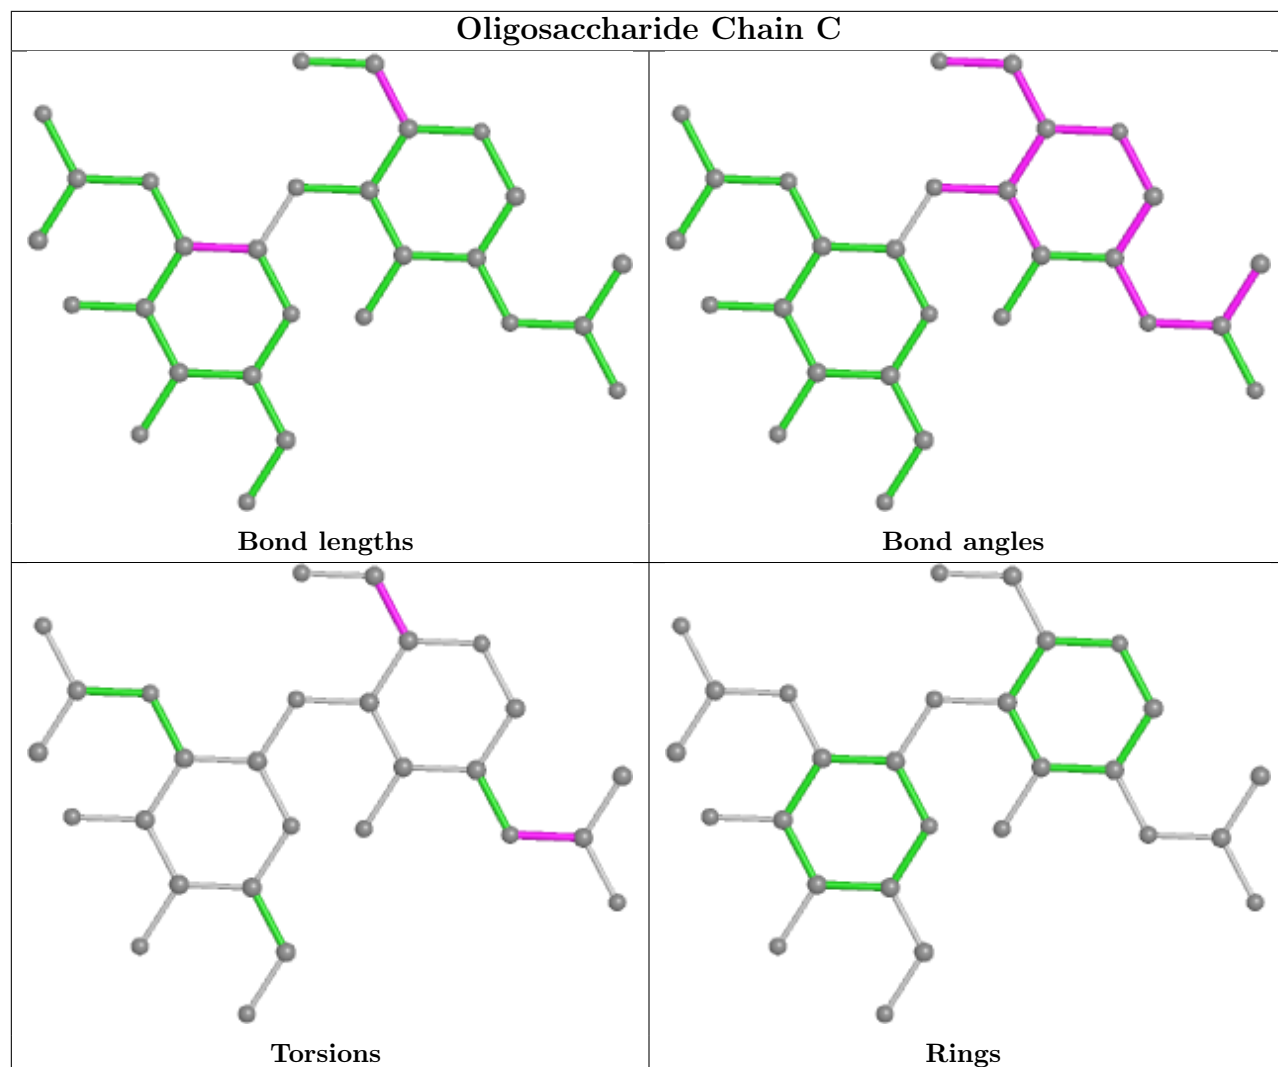 Oligosaccharide Chain C
Bond lengths
Bond angles
Torsions
Rings